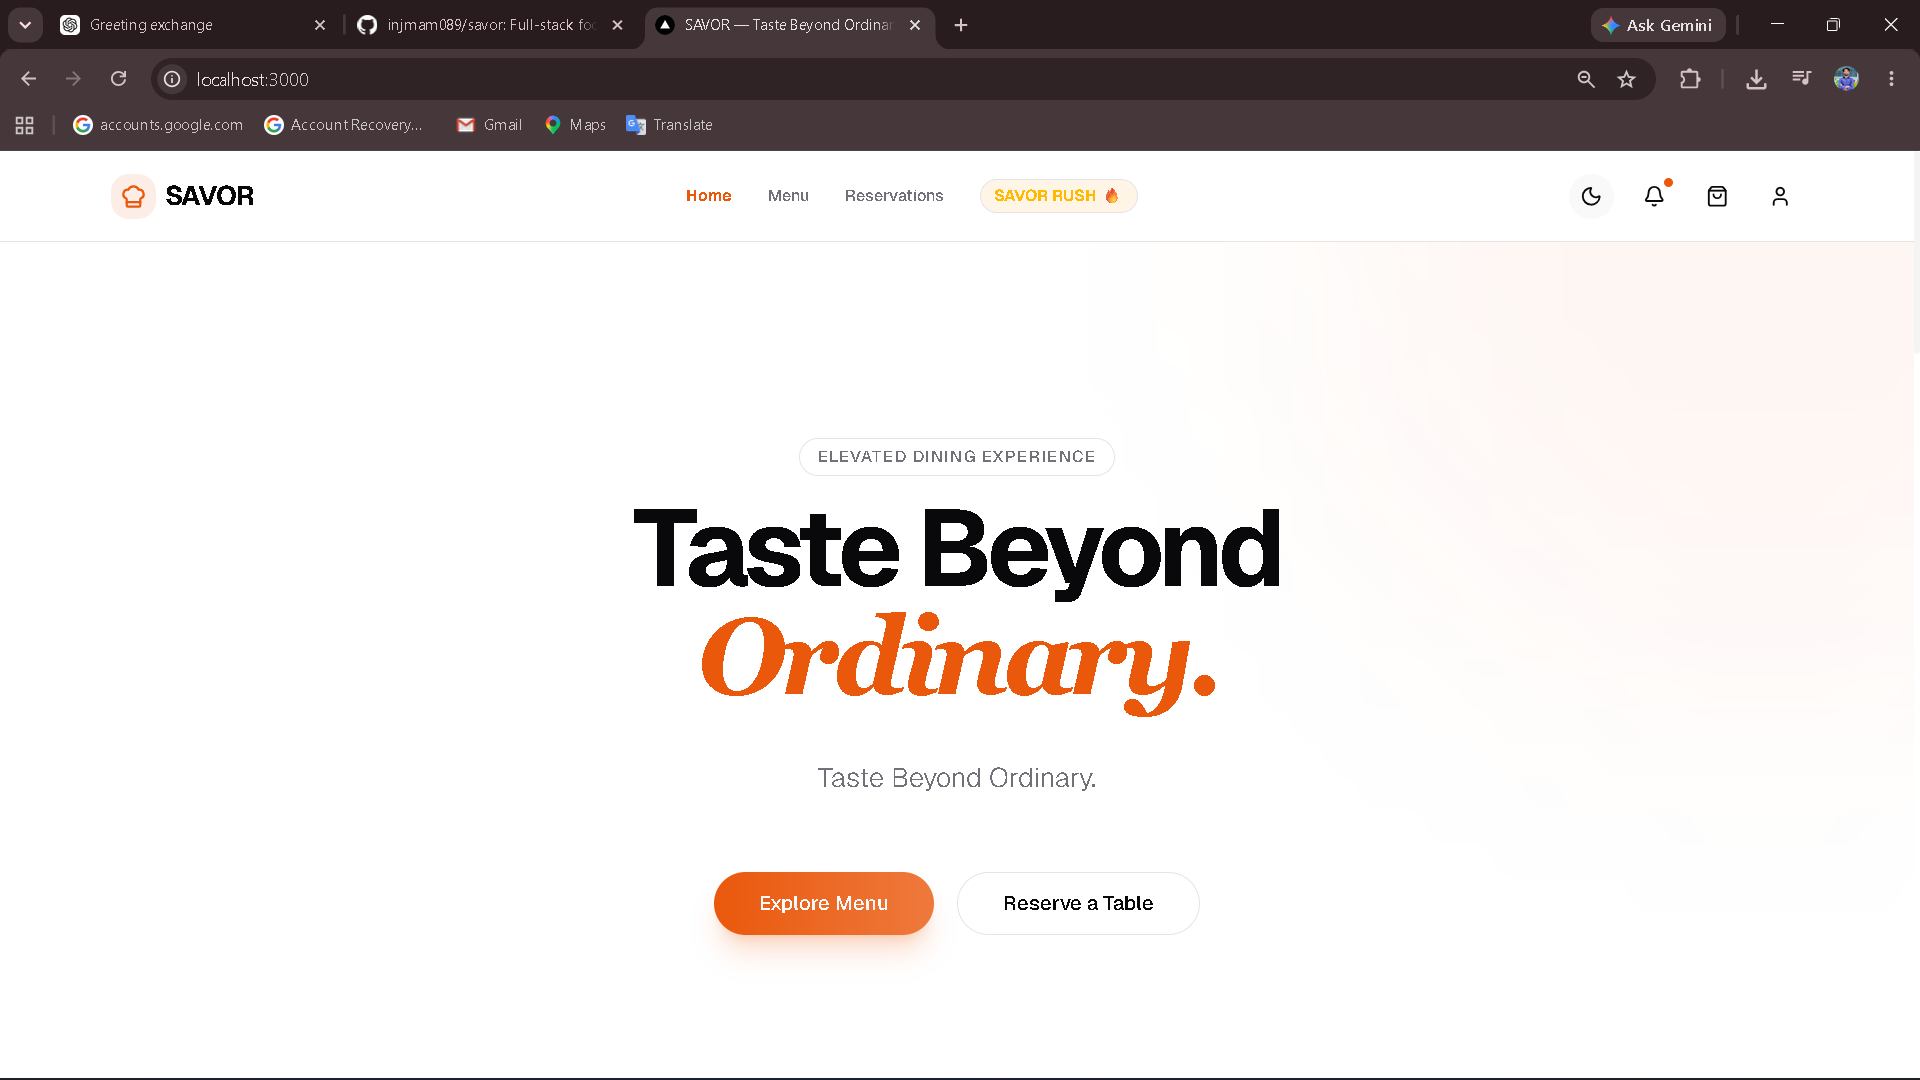 Greeting exchange
injmam089/savor: Full-stack fo
SAVOR — Taste Beyond Ordinar
Ask Gemini
localhost:3000
accounts.google.com
Account Recovery...
Gmail
Maps
Translate
SAVOR
Home
Menu
Reservations
SAVOR RUSH 🔥
ELEVATED DINING EXPERIENCE
Taste Beyond
Ordinary.
Taste Beyond Ordinary.
Explore Menu
Reserve a Table